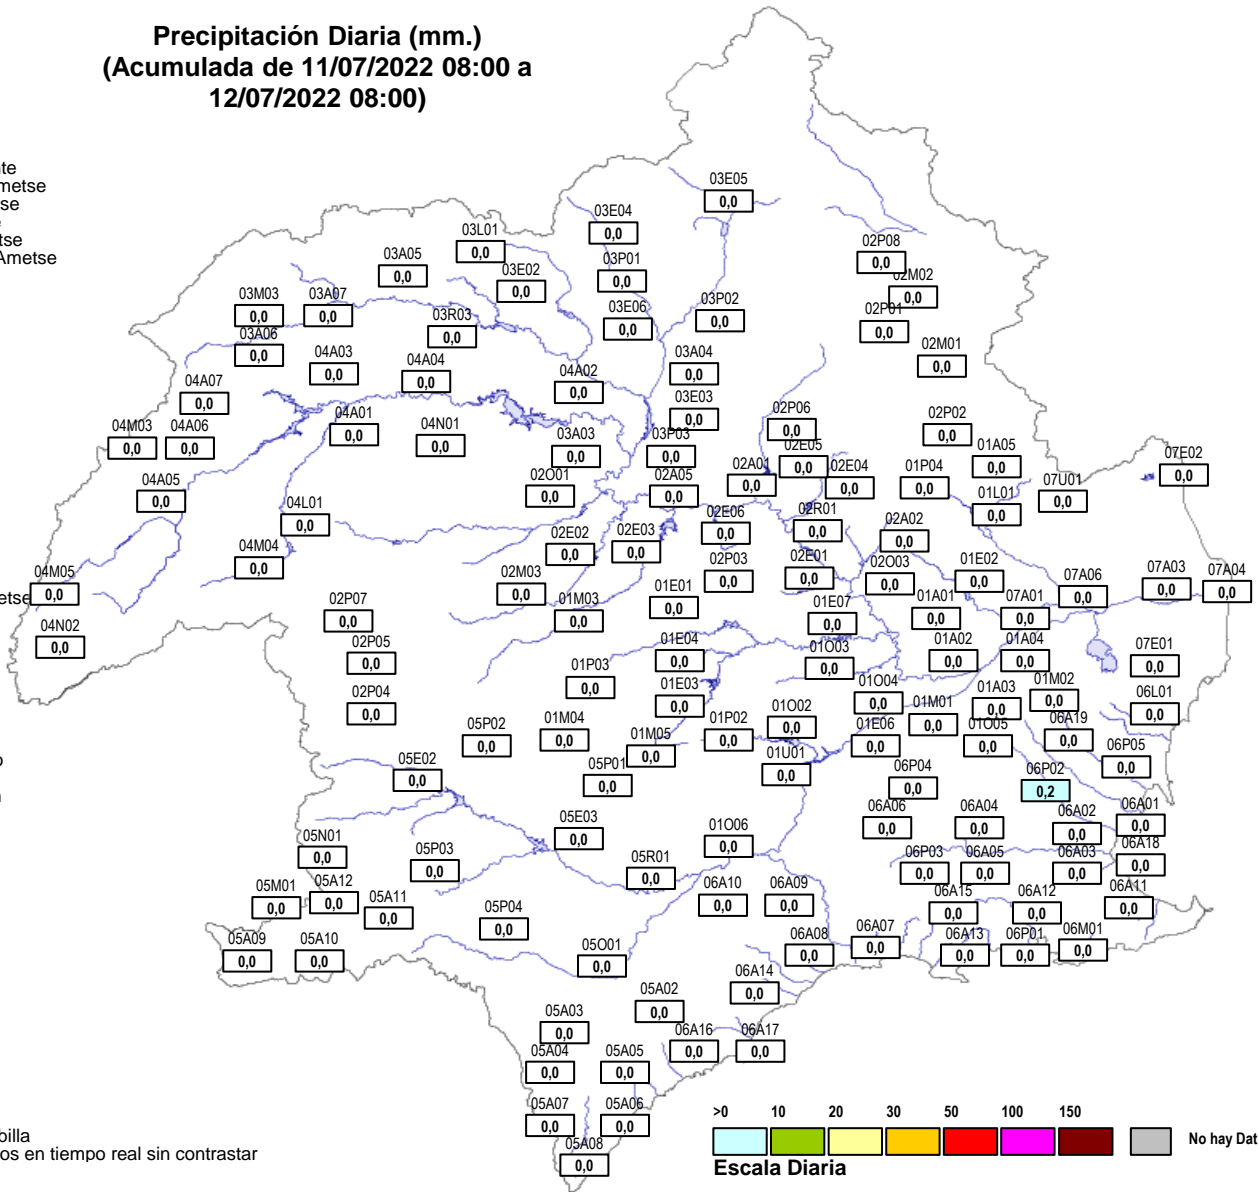 Precipitación Diaria (mm.)
(Acumulada de 11/07/2022 08:00 a
12/07/2022 08:00)
nte
metse
tse
e
tse
Ametse
03E05
0,0
03E04
0,0
03L01
0,0
02P08
0,0
03A05
0,0
03P01
0,0
03E02
0,0
02M02
0,0
03M03
0,0
03A07
0,0
03P02
0,0
03E06
0,0
02P01
0,0
03R03
0,0
03A06
0,0
02M01
0,0
04A03
0,0
03A04
0,0
04A04
0,0
04A02
0,0
04A07
0,0
03E03
0,0
02P06
0,0
04A01
0,0
02P02
0,0
04M03
0,0
04A06
0,0
04N01
0,0
03A03
0,0
03P03
0,0
02E05
0,0
01A05
0,0
07E02
0,0
02A01
0,0
02E04
0,0
01P04
0,0
02O01
0,0
02A05
0,0
04A05
0,0
07U01
0,0
01L01
0,0
04L01
0,0
02R01
0,0
02E06
0,0
02A02
0,0
02E03
0,0
02E02
0,0
04M04
0,0
02E01
0,0
02P03
0,0
01E02
0,0
02O03
0,0
07A03
0,0
07A04
0,0
04M05
0,0
etse
02M03
0,0
07A06
0,0
01E01
0,0
01M03
0,0
02P07
0,0
01E07
0,0
01A01
0,0
07A01
0,0
04N02
0,0
02P05
0,0
01E04
0,0
01O03
0,0
01A02
0,0
01A04
0,0
07E01
0,0
01P03
0,0
01E03
0,0
01O04
0,0
01M02
0,0
01A03
0,0
06L01
0,0
02P04
0,0
01M01
0,0
01O02
0,0
05P02
0,0
01M04
0,0
01P02
0,0
01E06
0,0
01O05
0,0
06A19
0,0
01M05
0,0
06P05
0,0
01U01
0,0
05E02
0,0
05P01
0,0
06P04
0,0
06P02
0,2
06A01
0,0
06A06
0,0
06A04
0,0
06A02
0,0
05E03
0,0
01O06
0,0
05N01
0,0
06A18
0,0
05P03
0,0
05R01
0,0
06P03
0,0
06A05
0,0
06A03
0,0
05M01
0,0
05A12
0,0
05A11
0,0
06A10
0,0
06A09
0,0
06A15
0,0
06A12
0,0
06A11
0,0
05P04
0,0
06A07
0,0
06A08
0,0
06A13
0,0
06P01
0,0
06M01
0,0
05A09
0,0
05A10
0,0
05O01
0,0
06A14
0,0
05A02
0,0
05A03
0,0
06A16
0,0
06A17
0,0
05A04
0,0
05A05
0,0
05A07
0,0
05A06
0,0
05A08
0,0
billa
os en tiempo real sin contrastar
>0 10 20 30 50 100 150
No hay Dat
Escala Diaria